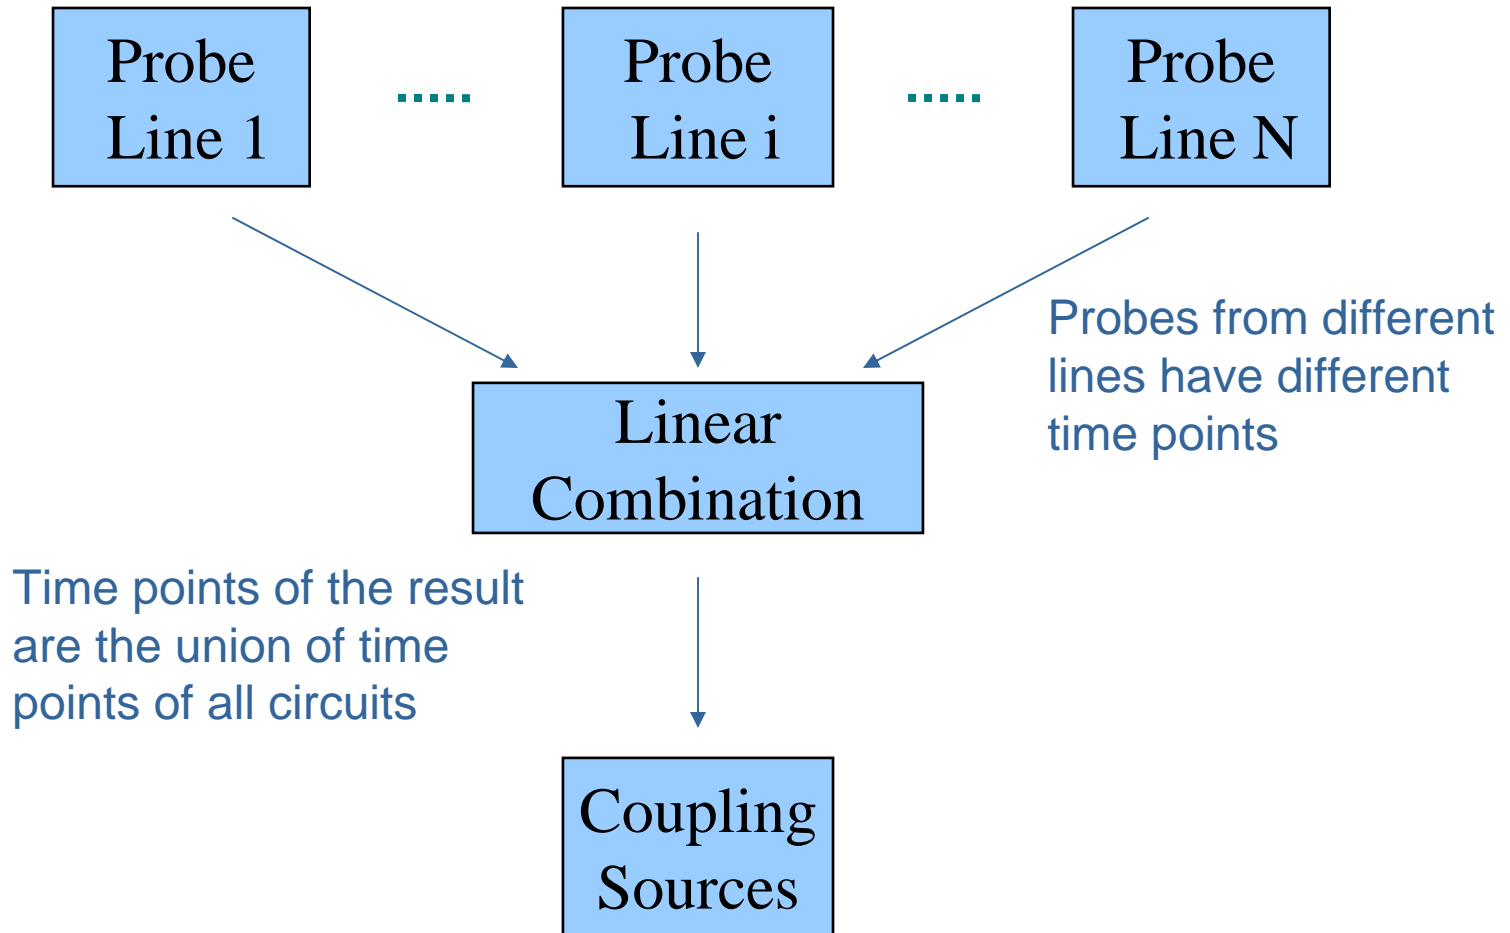 Probe
Line 1
Probe
Line i
Probe
Line N
Probes from different
lines have different
time points
Linear
Combination
Time points of the result
are the union of time
points of all circuits
Coupling
Sources